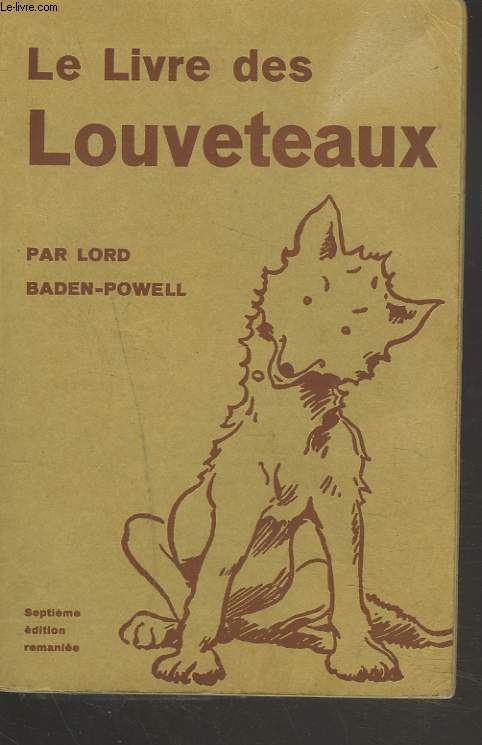 Le-livre.com
Le Livre des
Louveteaux
PAR LORD
BADEN-POWELL
Septième
édition
remaniée